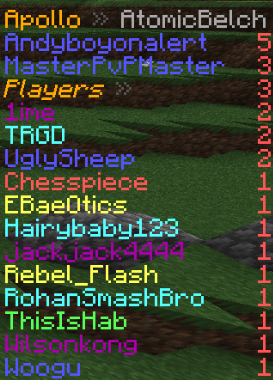 Apollo » AtomicBelch
Andyboyonalert 5
MasterPvPMaster 3
Players » 3
1ime 2
TRGD 2
UglySheep 2
Chesspiece 1
EBaeOtics 1
Hairybaby123 1
jackjack4444 1
Rebel_Flash 1
RohanSmashBro 1
ThisIsHab 1
Wilsonkong 1
Woogu 1